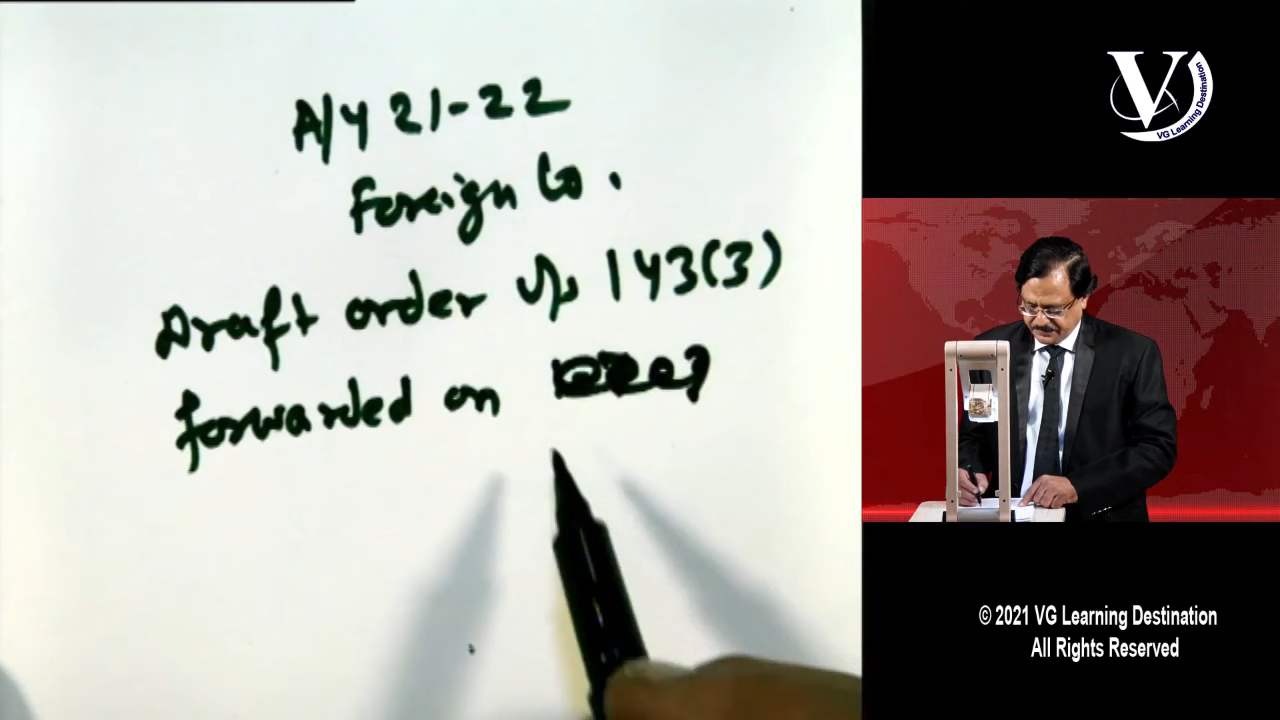 A/Y 21-22
Foreign Co.
Draft order u/s 143(3)
forwarded on
V
VG Learning Destination
© 2021 VG Learning Destination
All Rights Reserved